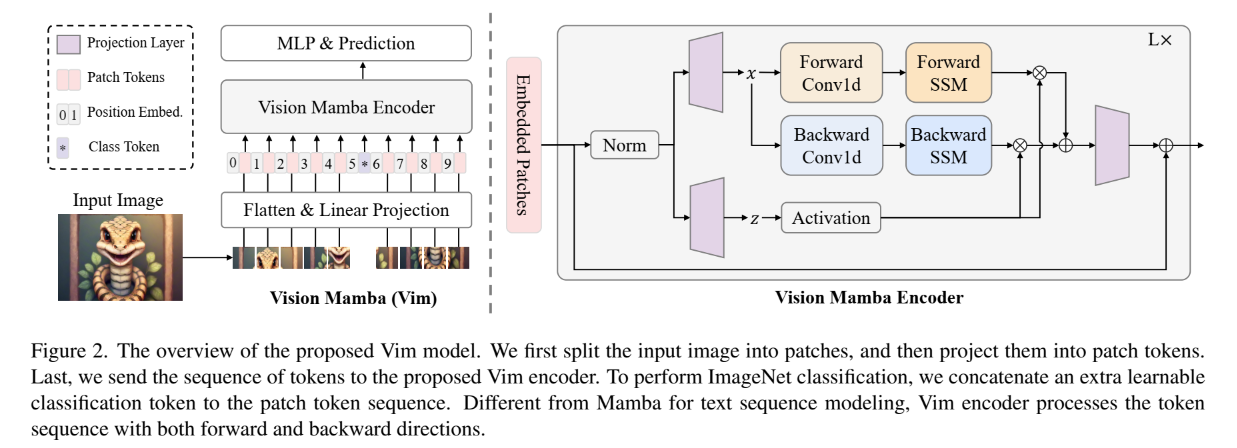 Projection Layer
Patch Tokens
0 1 Position Embed.
* Class Token
Input Image
MLP & Prediction
Vision Mamba Encoder
0 1 2 3 4 5 * 6 7 8 9
Flatten & Linear Projection
Vision Mamba (Vim)
Embedded Patches
L×
Norm
x
Forward
Conv1d
Forward
SSM
Backward
Conv1d
Backward
SSM
z
Activation
Vision Mamba Encoder
Figure 2. The overview of the proposed Vim model. We first split the input image into patches, and then project them into patch tokens.
Last, we send the sequence of tokens to the proposed Vim encoder. To perform ImageNet classification, we concatenate an extra learnable
classification token to the patch token sequence. Different from Mamba for text sequence modeling, Vim encoder processes the token
sequence with both forward and backward directions.